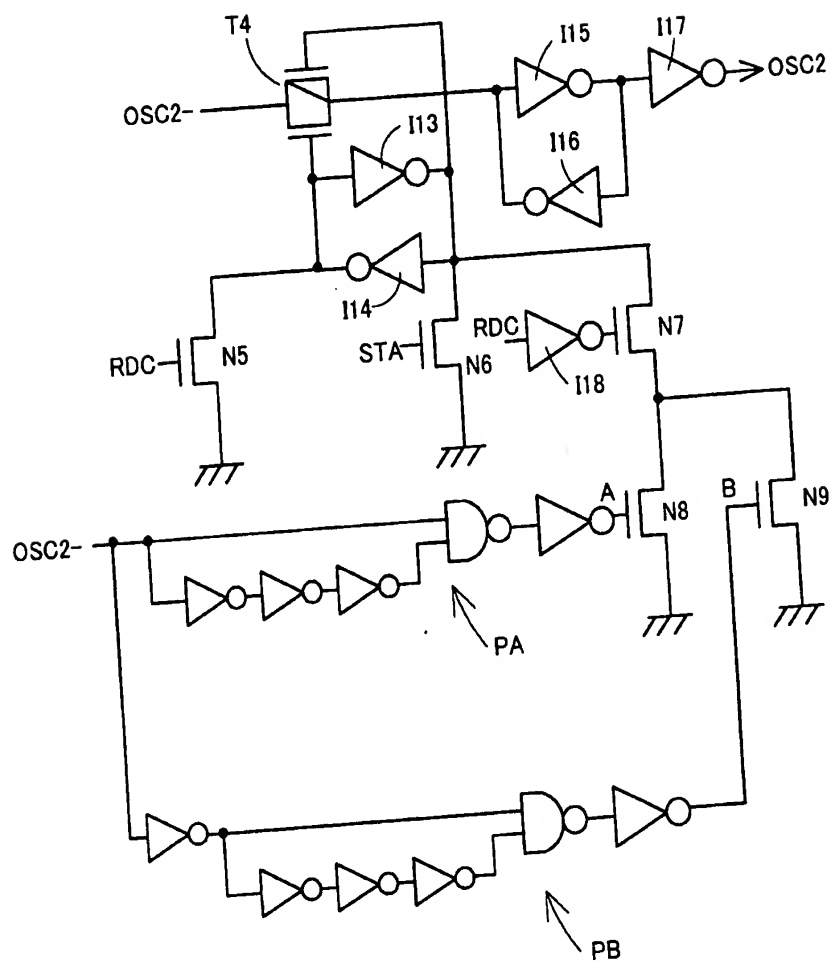 T4
I15
I17
OSC2-
OSC2
I13
I16
I14
RDC
N5
STA
N6
RDC
I18
N7
A
N8
B
N9
OSC2-
PA
PB